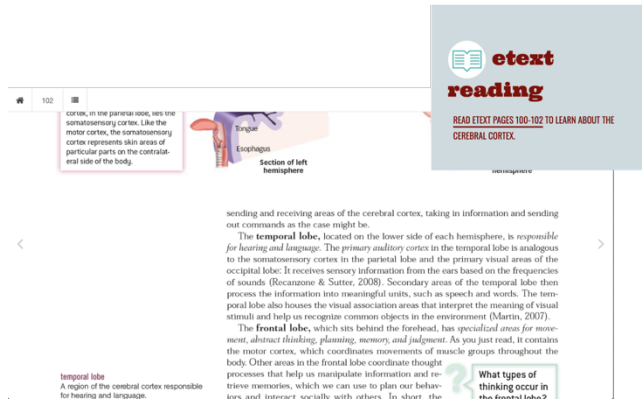 etext
reading
READ ETEXT PAGES 100-102 TO LEARN ABOUT THE
CEREBRAL CORTEX.
102
cortex, in the parietal lobe, lies the
somatosensory cortex. Like the
motor cortex, the somatosensory
cortex represents skin areas of
particular parts on the contralat-
eral side of the body.
Tongue
Esophagus
Section of left
hemisphere
hemisphere
sending and receiving areas of the cerebral cortex, taking in information and sending
out commands as the case might be.
The temporal lobe, located on the lower side of each hemisphere, is responsible
for hearing and language. The primary auditory cortex in the temporal lobe is analogous
to the somatosensory cortex in the parietal lobe and the primary visual areas of the
occipital lobe: It receives sensory information from the ears based on the frequencies
of sounds (Recanzone & Sutter, 2008). Secondary areas of the temporal lobe then
process the information into meaningful units, such as speech and words. The tem-
poral lobe also houses the visual association areas that interpret the meaning of visual
stimuli and help us recognize common objects in the environment (Martin, 2007).
The frontal lobe, which sits behind the forehead, has specialized areas for move-
ment, abstract thinking, planning, memory, and judgment. As you just read, it contains
the motor cortex, which coordinates movements of muscle groups throughout the
body. Other areas in the frontal lobe coordinate thought
processes that help us manipulate information and re-
trieve memories, which we can use to plan our behav-
iors and interact socially with others. In short, the
temporal lobe
A region of the cerebral cortex responsible
for hearing and language.
What types of
thinking occur in
the frontal lobe?